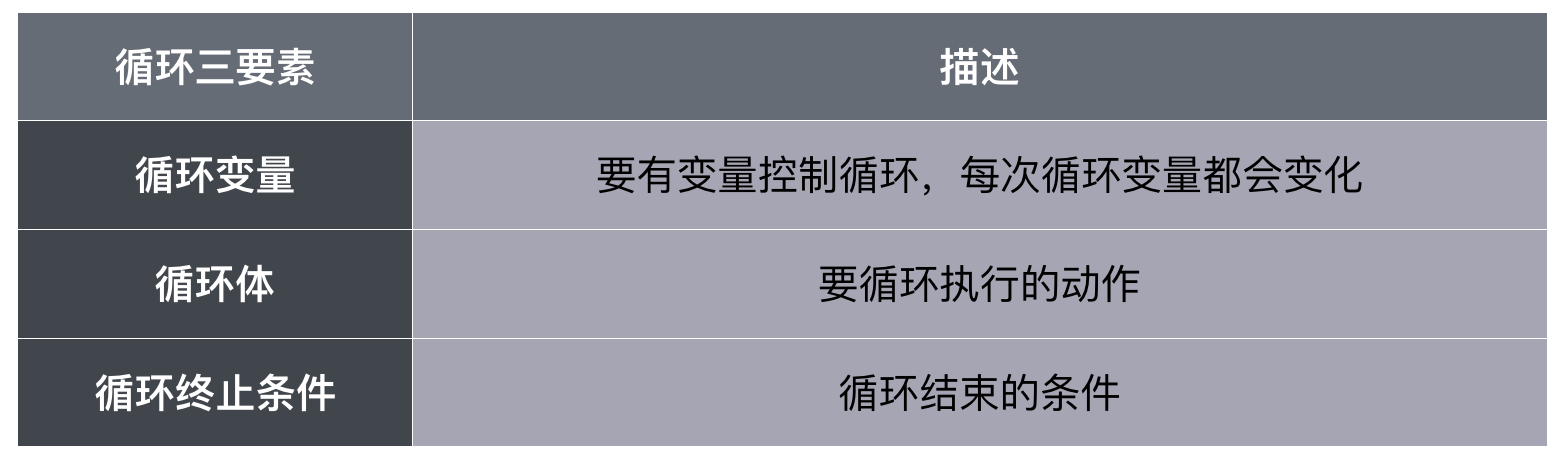 循环三要素
描述
循环变量
要有变量控制循环，每次循环变量都会变化
循环体
要循环执行的动作
循环终止条件
循环结束的条件